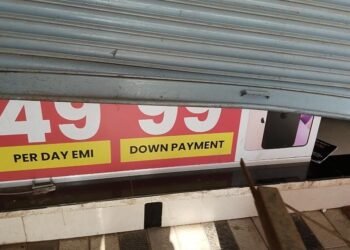 49 99
PER DAY EMI DOWN PAYMENT